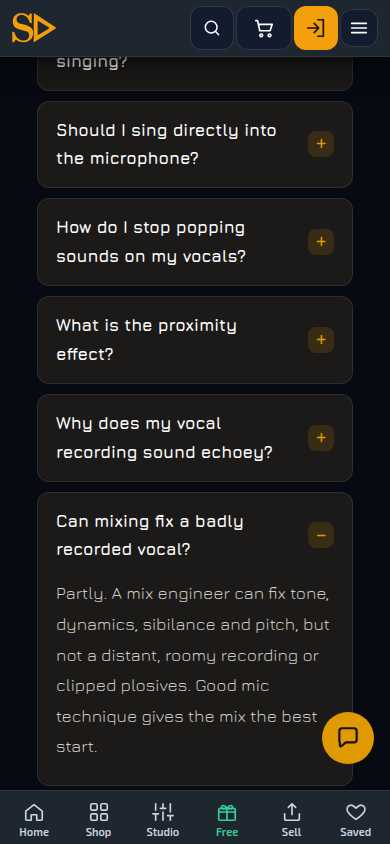 SD
singing?
Should I sing directly into
the microphone?
+
How do I stop popping
sounds on my vocals?
+
What is the proximity
effect?
+
Why does my vocal
recording sound echoey?
+
Can mixing fix a badly
recorded vocal?
−
Partly. A mix engineer can fix tone,
dynamics, sibilance and pitch, but
not a distant, roomy recording or
clipped plosives. Good mic
technique gives the mix the best
start.
Home
Shop
Studio
Free
Sell
Saved